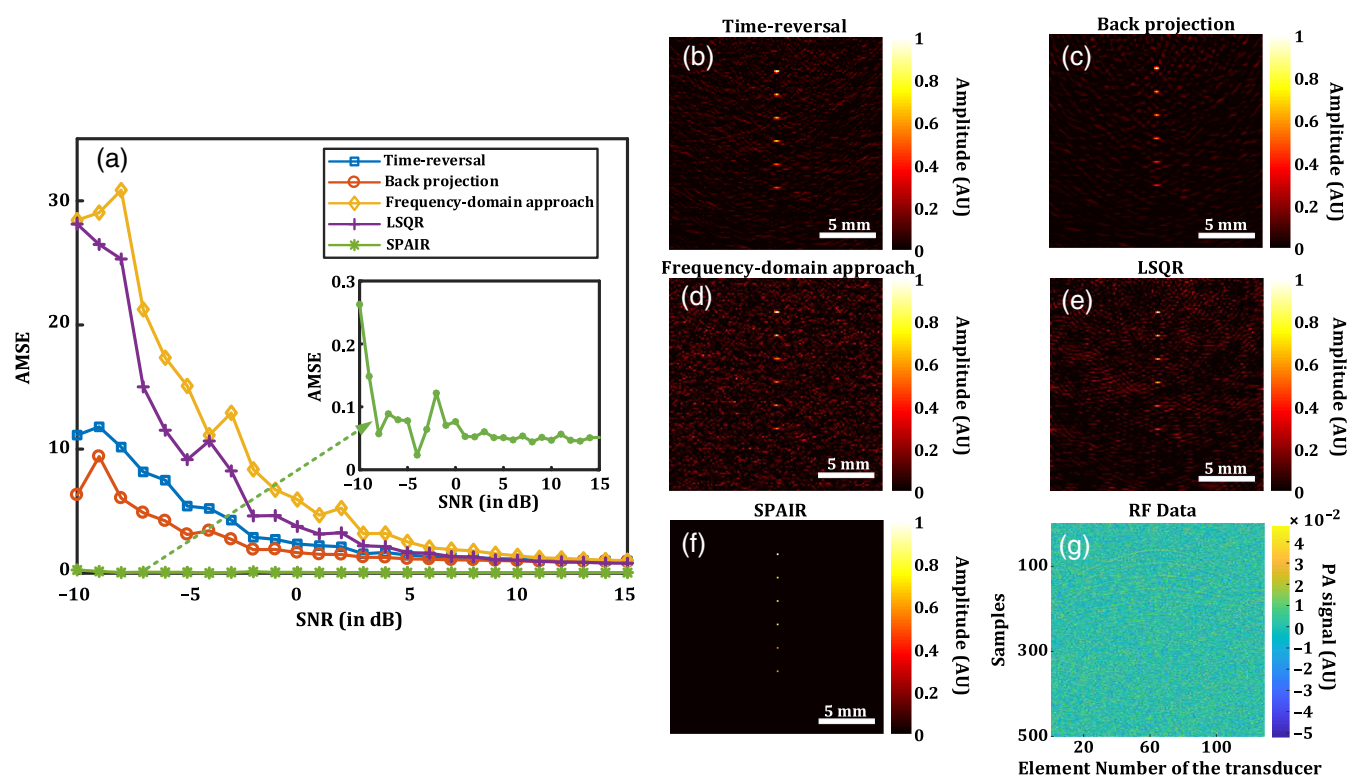 (a)
AMSE
30
20
10
0
−10
−5
0
5
10
15
SNR (in dB)
Time-reversal
Back projection
Frequency-domain approach
LSQR
SPAIR
AMSE
0.3
0.2
0.1
0
−10
−5
0
5
10
15
SNR (in dB)
Time-reversal
(b)
5 mm
1
0.8
0.6
0.4
0.2
0
Amplitude (AU)
Back projection
(c)
5 mm
1
0.8
0.6
0.4
0.2
0
Amplitude (AU)
Frequency-domain approach
(d)
5 mm
1
0.8
0.6
0.4
0.2
0
Amplitude (AU)
LSQR
(e)
5 mm
1
0.8
0.6
0.4
0.2
0
Amplitude (AU)
SPAIR
(f)
5 mm
1
0.8
0.6
0.4
0.2
0
Amplitude (AU)
RF Data
(g)
Samples
100
300
500
20
60
100
Element Number of the transducer
× 10⁻²
4
3
2
1
0
−1
−2
−3
−4
−5
PA signal (AU)